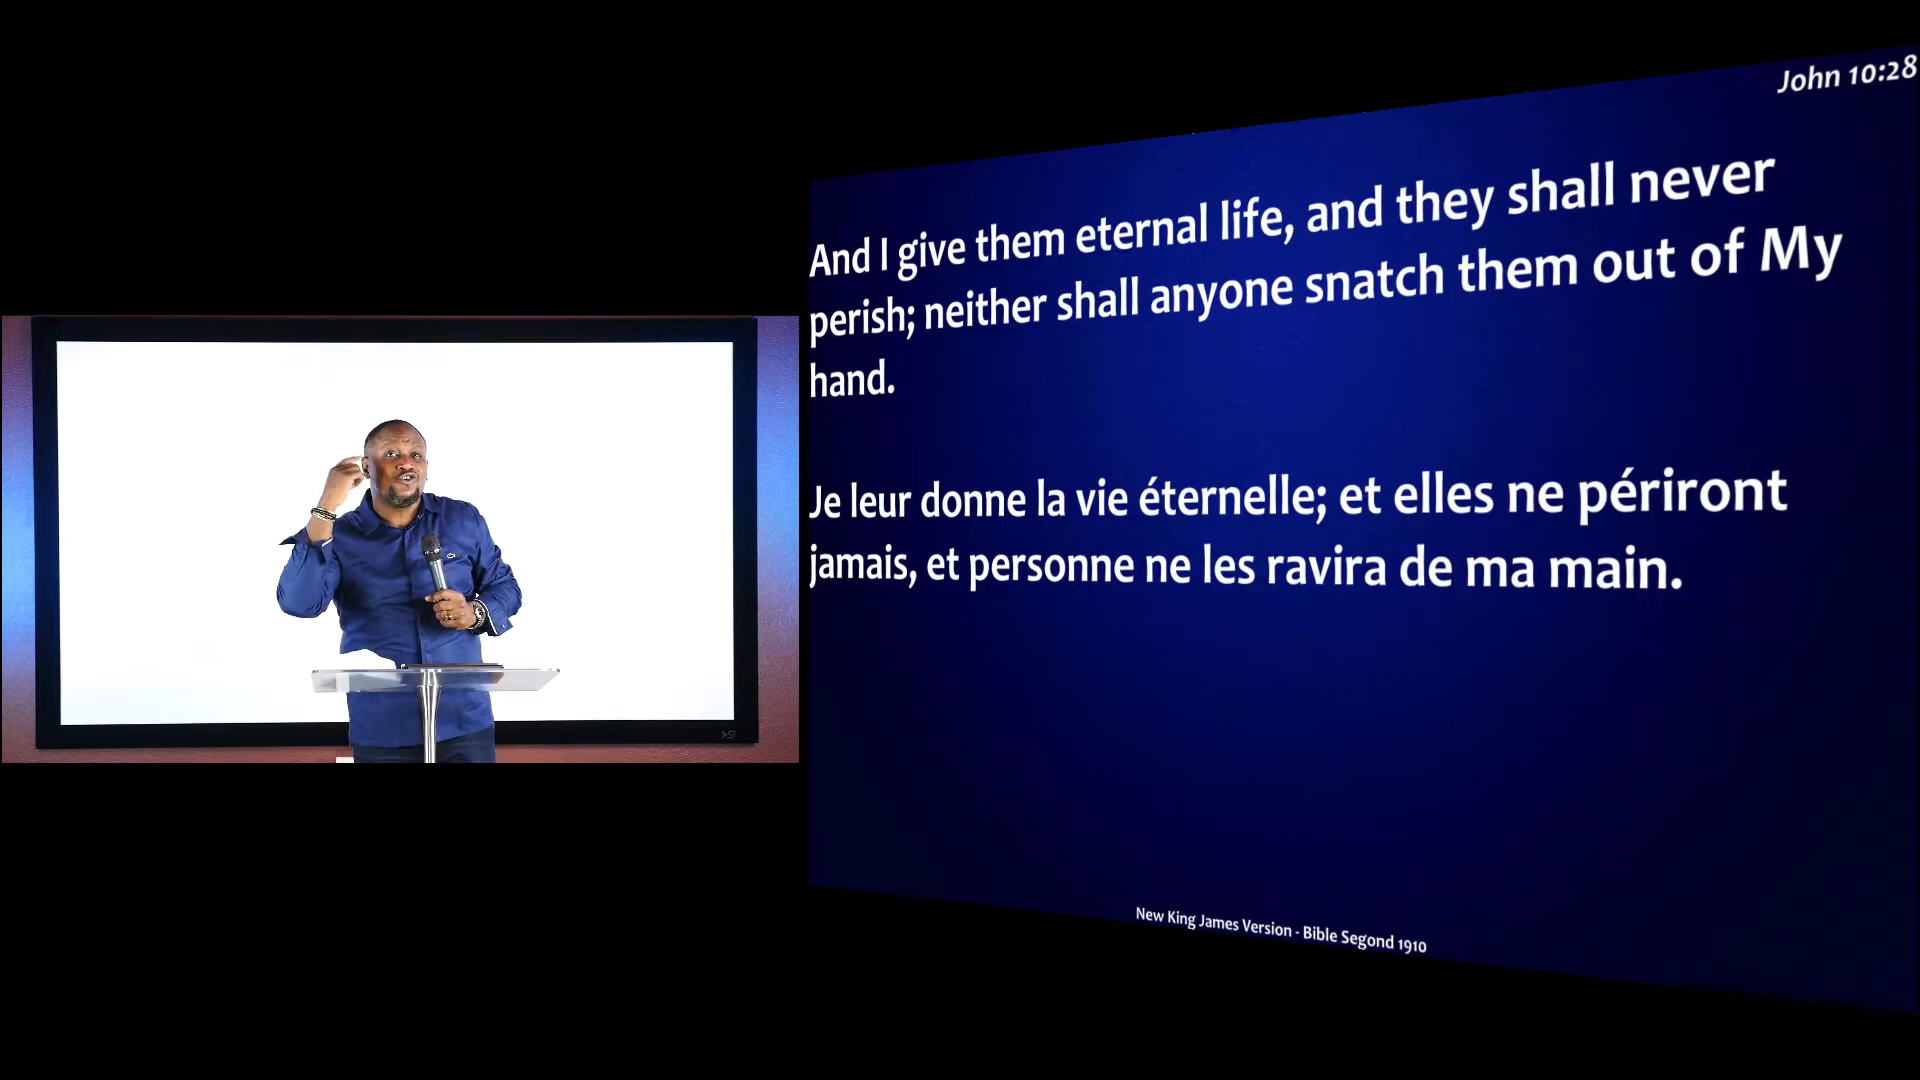 John 10:28
And I give them eternal life, and they shall never
perish; neither shall anyone snatch them out of My
hand.
Je leur donne la vie éternelle; et elles ne périront
jamais, et personne ne les ravira de ma main.
New King James Version - Bible Segond 1910